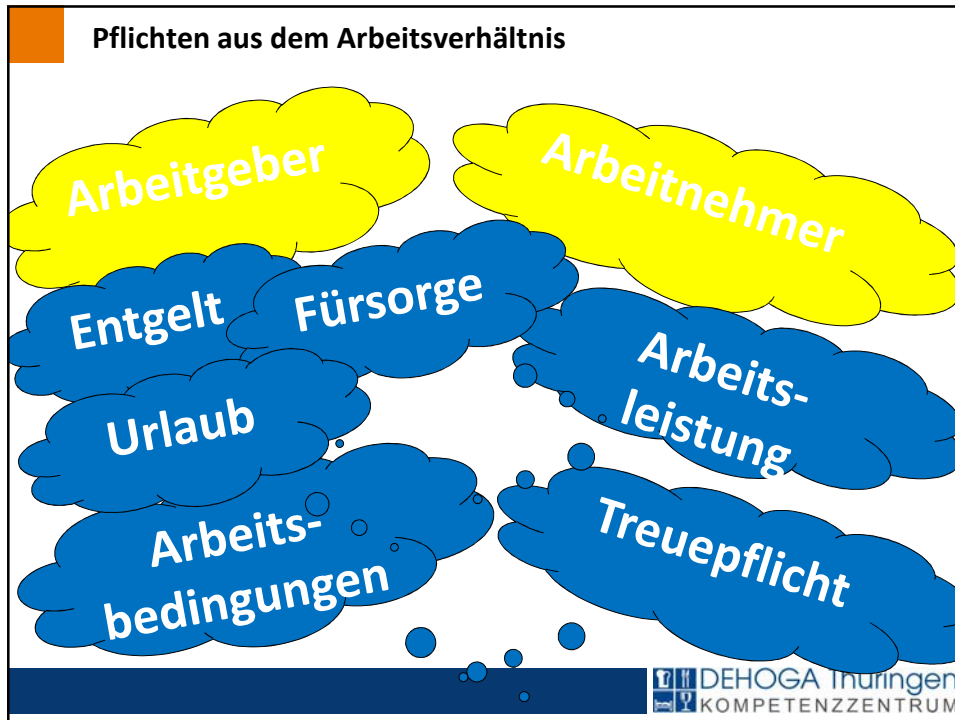 Pflichten aus dem Arbeitsverhältnis
Arbeitgeber
Arbeitnehmer
Entgelt
Fürsorge
Urlaub
Arbeits-
bedingungen
Arbeits-
leistung
Treuepflicht
DEHOGA Thüringen
KOMPETENZZENTRUM